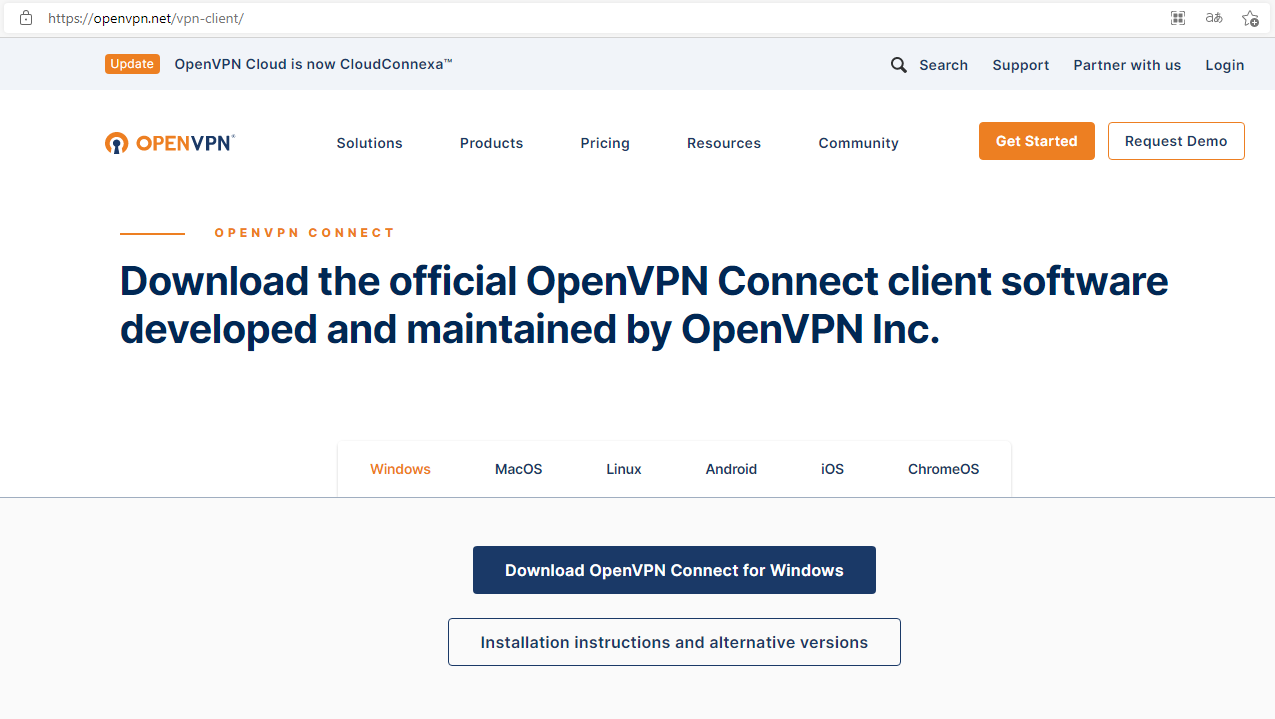 https://openvpn.net/vpn-client/
Update OpenVPN Cloud is now CloudConnexa™ Search Support Partner with us Login
OPENVPN® Solutions Products Pricing Resources Community Get Started Request Demo
OPENVPN CONNECT
Download the official OpenVPN Connect client software
developed and maintained by OpenVPN Inc.
Windows MacOS Linux Android iOS ChromeOS
Download OpenVPN Connect for Windows
Installation instructions and alternative versions